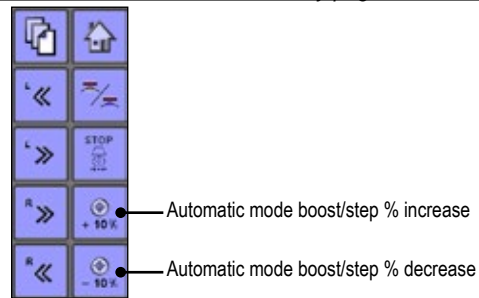 L
L
STOP
R
+ 10%
Automatic mode boost/step % increase
R
- 10%
Automatic mode boost/step % decrease